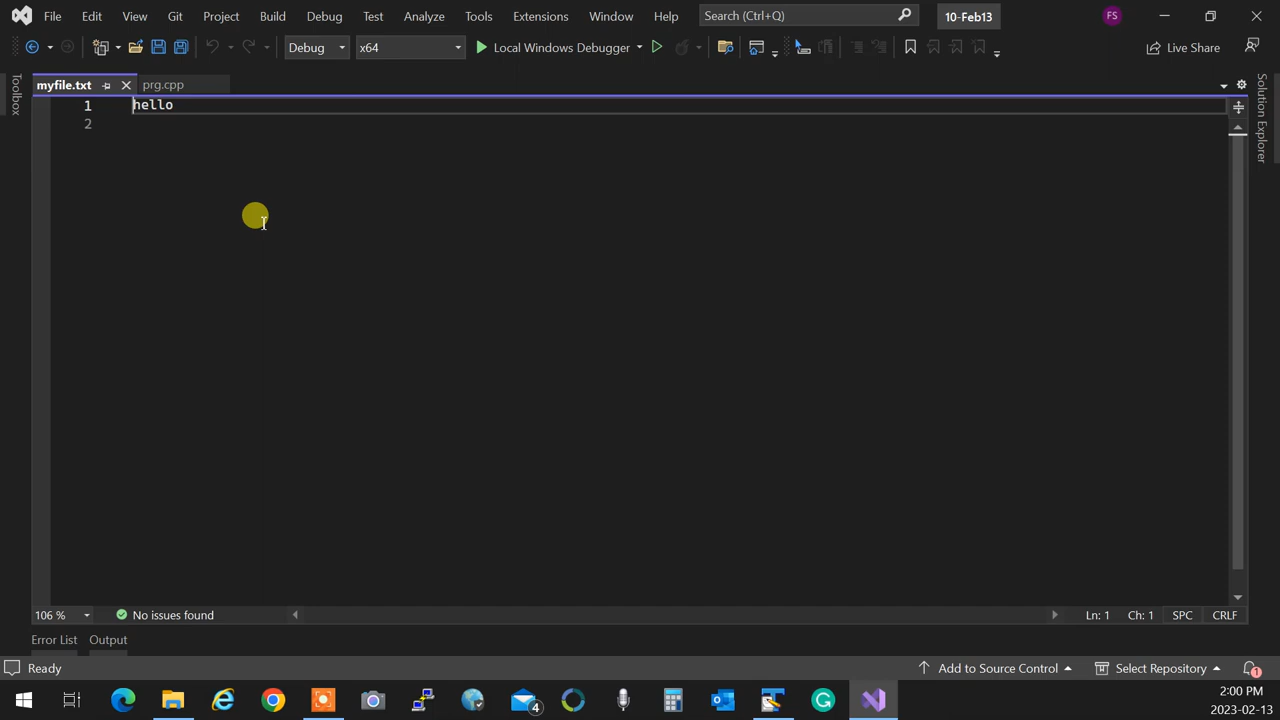 File Edit View Git Project Build Debug Test Analyze Tools Extensions Window Help Search (Ctrl+Q) 10-Feb13 FS
Debug x64 Local Windows Debugger Live Share
myfile.txt prg.cpp
Toolbox
1 hello
2
Solution Explorer
106 % No issues found Ln: 1 Ch: 1 SPC CRLF
Error List Output
Ready Add to Source Control Select Repository 1
4
2:00 PM
2023-02-13